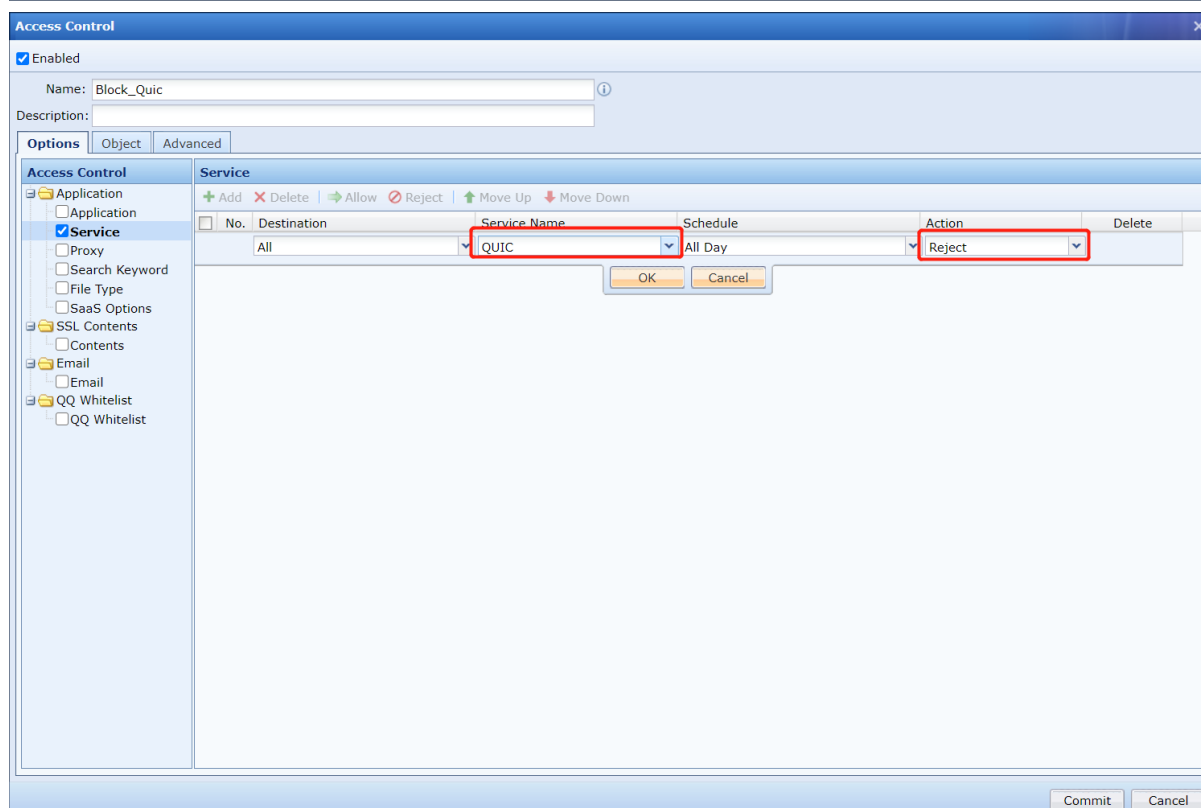 Access Control
Enabled
Name: Block_Quic
Description:
Options Object Advanced
Access Control
Application
Application
Service
Proxy
Search Keyword
File Type
SaaS Options
SSL Contents
Contents
Email
Email
QQ Whitelist
QQ Whitelist
Service
Add Delete Allow Reject Move Up Move Down
No. Destination Service Name Schedule Action Delete
All QUIC All Day Reject
OK Cancel
Commit Cancel